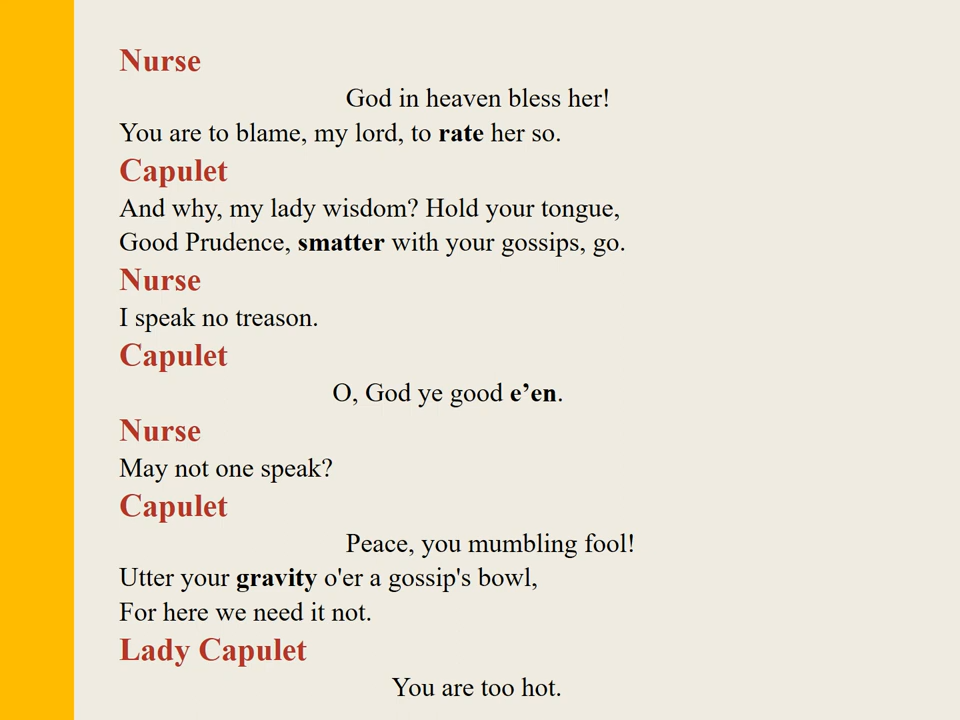 Nurse
God in heaven bless her!
You are to blame, my lord, to rate her so.
Capulet
And why, my lady wisdom? Hold your tongue,
Good Prudence, smatter with your gossips, go.
Nurse
I speak no treason.
Capulet
O, God ye good e’en.
Nurse
May not one speak?
Capulet
Peace, you mumbling fool!
Utter your gravity o'er a gossip's bowl,
For here we need it not.
Lady Capulet
You are too hot.